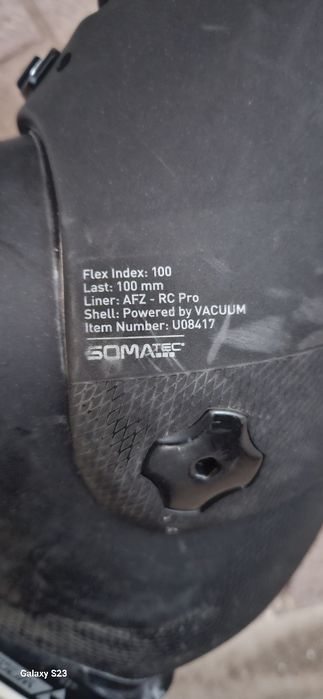 Flex Index: 100
Last: 100 mm
Liner: AFZ - RC Pro
Shell: Powered by VACUUM
Item Number: U08417
SOMATEC
Galaxy S23